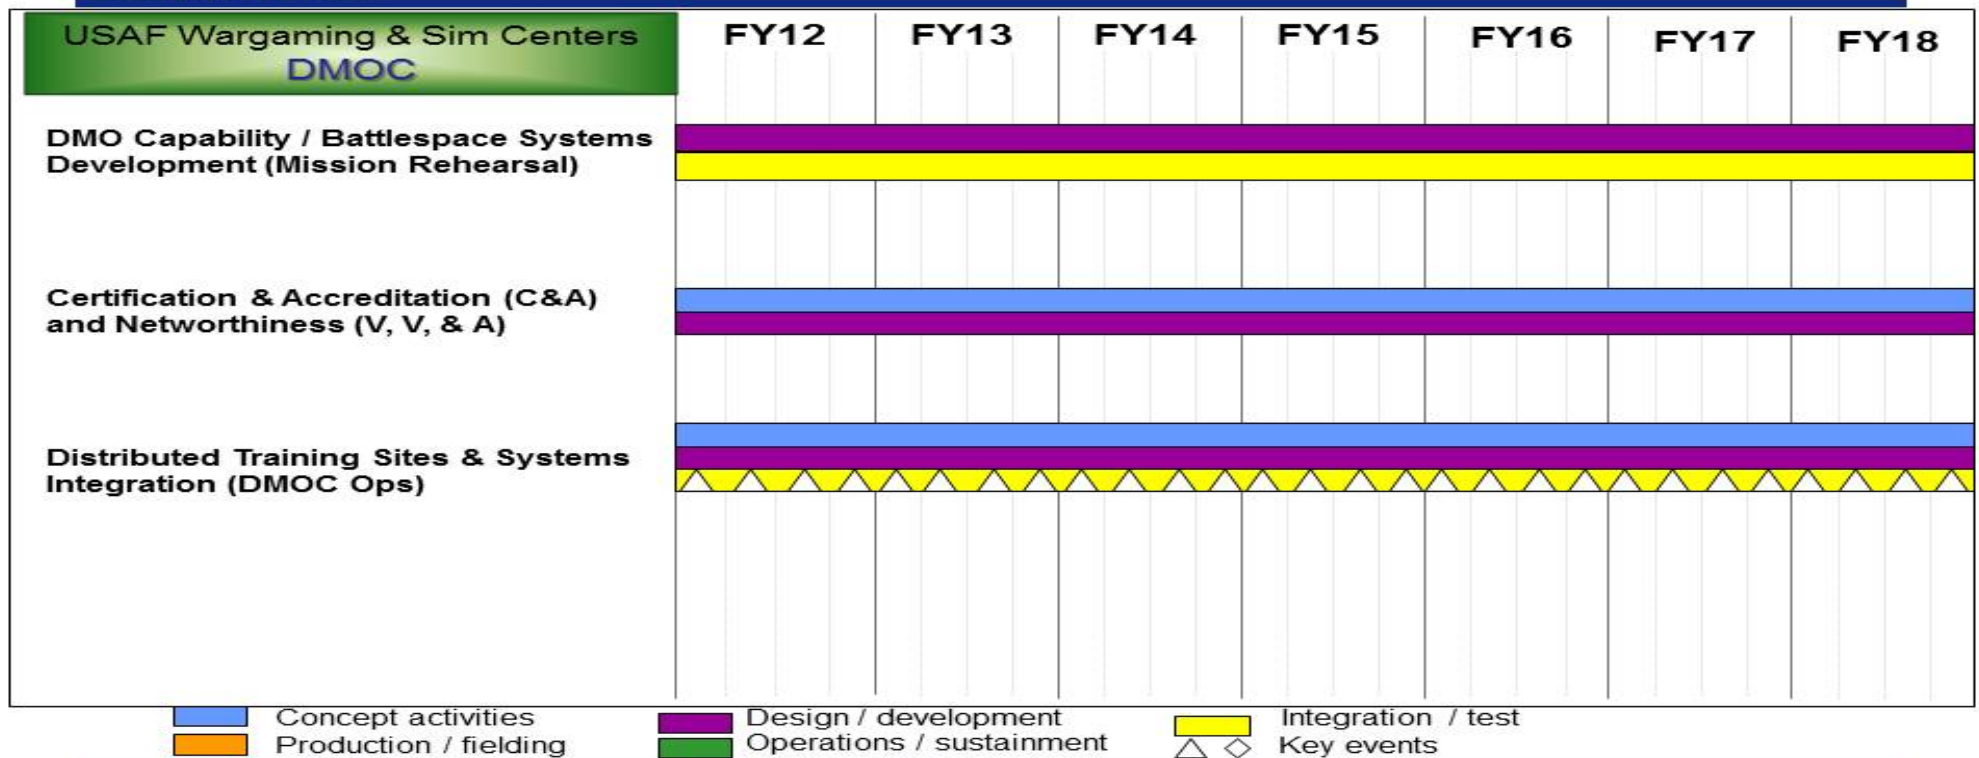 USAF Wargaming & Sim Centers
DMOC
FY12 FY13 FY14 FY15 FY16 FY17 FY18
DMO Capability / Battlespace Systems
Development (Mission Rehearsal)
Certification & Accreditation (C&A)
and Networthiness (V, V, & A)
Distributed Training Sites & Systems
Integration (DMOC Ops)
Concept activities Design / development Integration / test
Production / fielding Operations / sustainment Key events